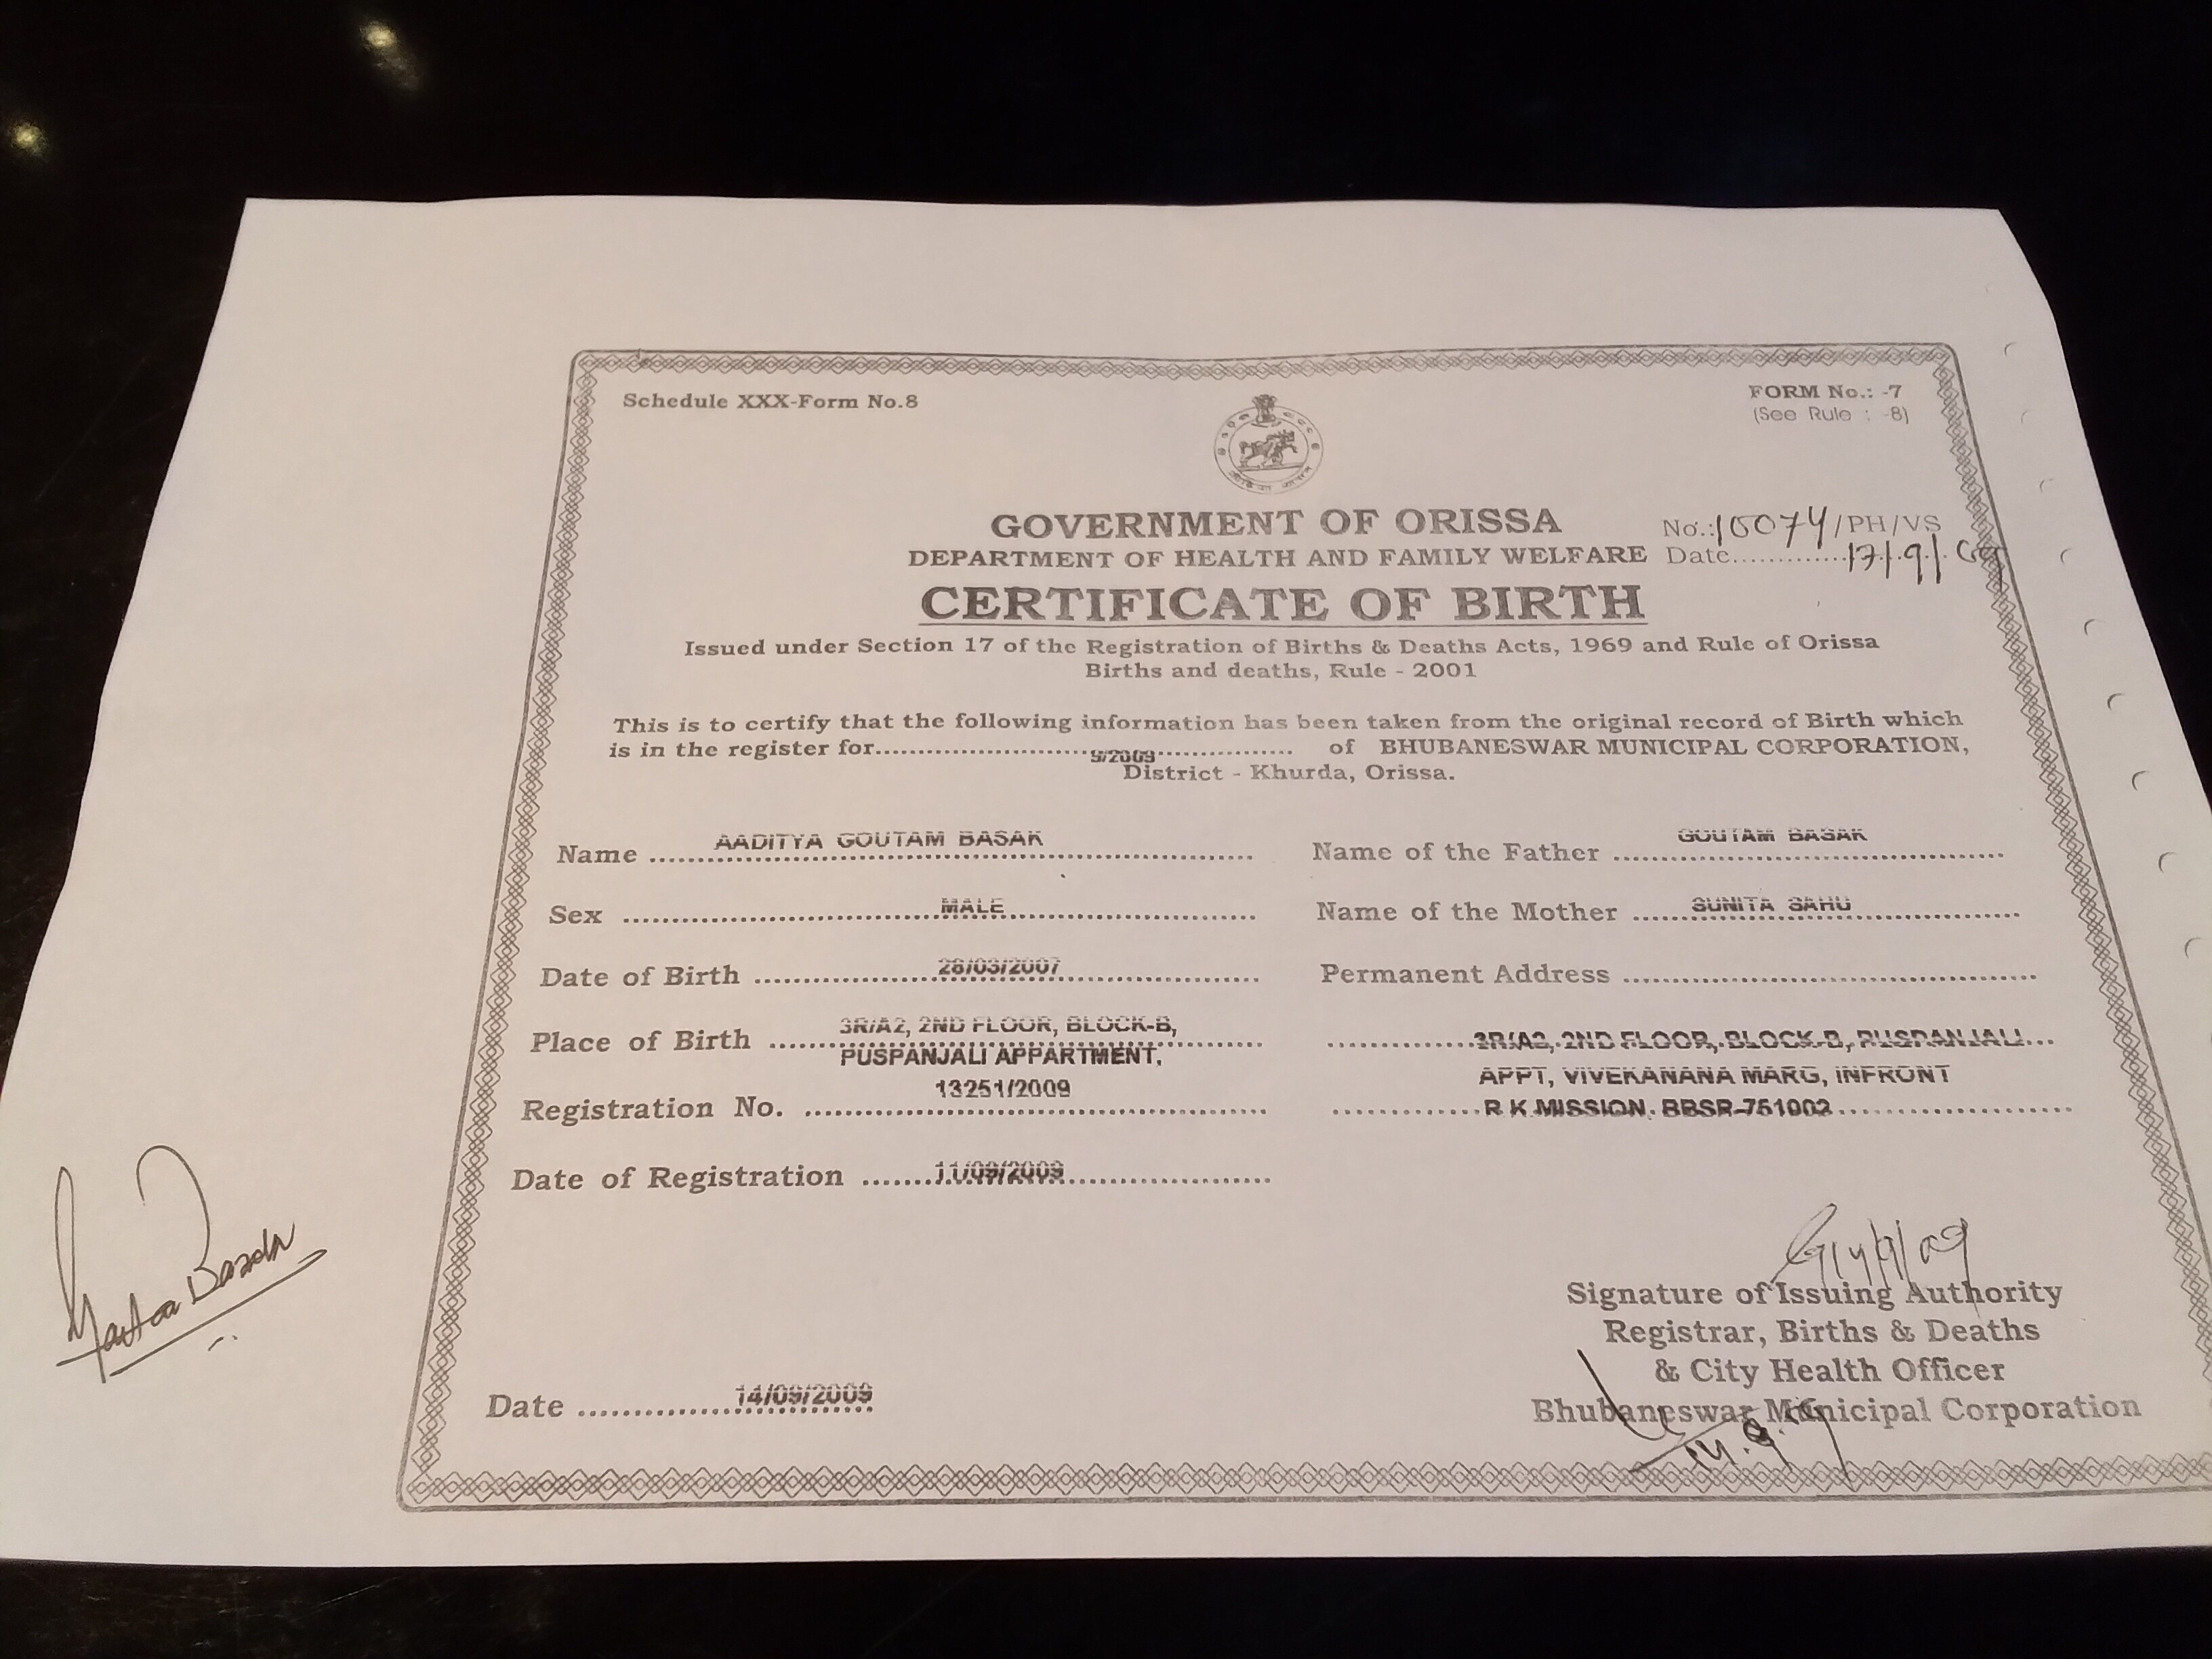 Schedule XXX-Form No.8
FORM No.: -7
(See Rule : -8)
GOVERNMENT OF ORISSA
No.:10074/PH/VS
DEPARTMENT OF HEALTH AND FAMILY WELFARE
Date.............17/9/09
CERTIFICATE OF BIRTH
Issued under Section 17 of the Registration of Births & Deaths Acts, 1969 and Rule of Orissa
Births and deaths, Rule - 2001
This is to certify that the following information has been taken from the original record of Birth which
is in the register for..............9/2009.............. of BHUBANESWAR MUNICIPAL CORPORATION,
District - Khurda, Orissa.
Name AADITYA GOUTAM BASAK
Name of the Father GOUTAM BASAK
Sex MALE
Name of the Mother SUNITA SAHU
Date of Birth 28/03/2007
Permanent Address
Place of Birth 3R/A2, 2ND FLOOR, BLOCK-B,
PUSPANJALI APPARTMENT,
3R/A2, 2ND FLOOR, BLOCK-B, PUSPANJALI
APPT, VIVEKANANA MARG, INFRONT
R K MISSION, BBSR-751002
Registration No. 13251/2009
Date of Registration 11/09/2009
14/9/09
Signature of Issuing Authority
Registrar, Births & Deaths
& City Health Officer
Bhubaneswar Municipal Corporation
Date 14/09/2009